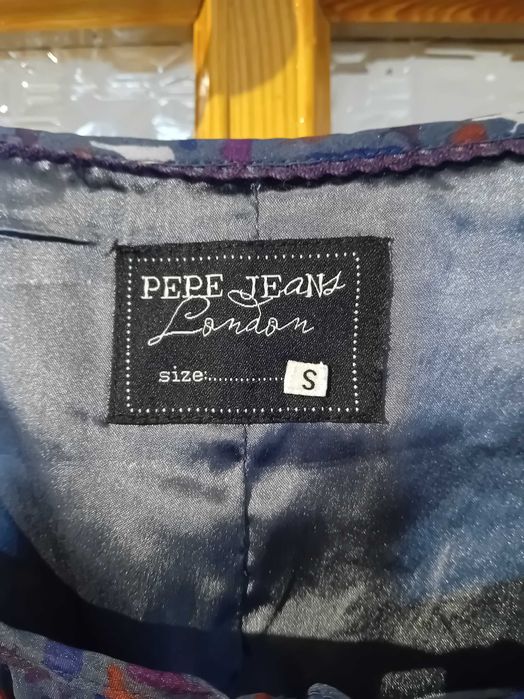 PEPE JEANS
London
size:............... S